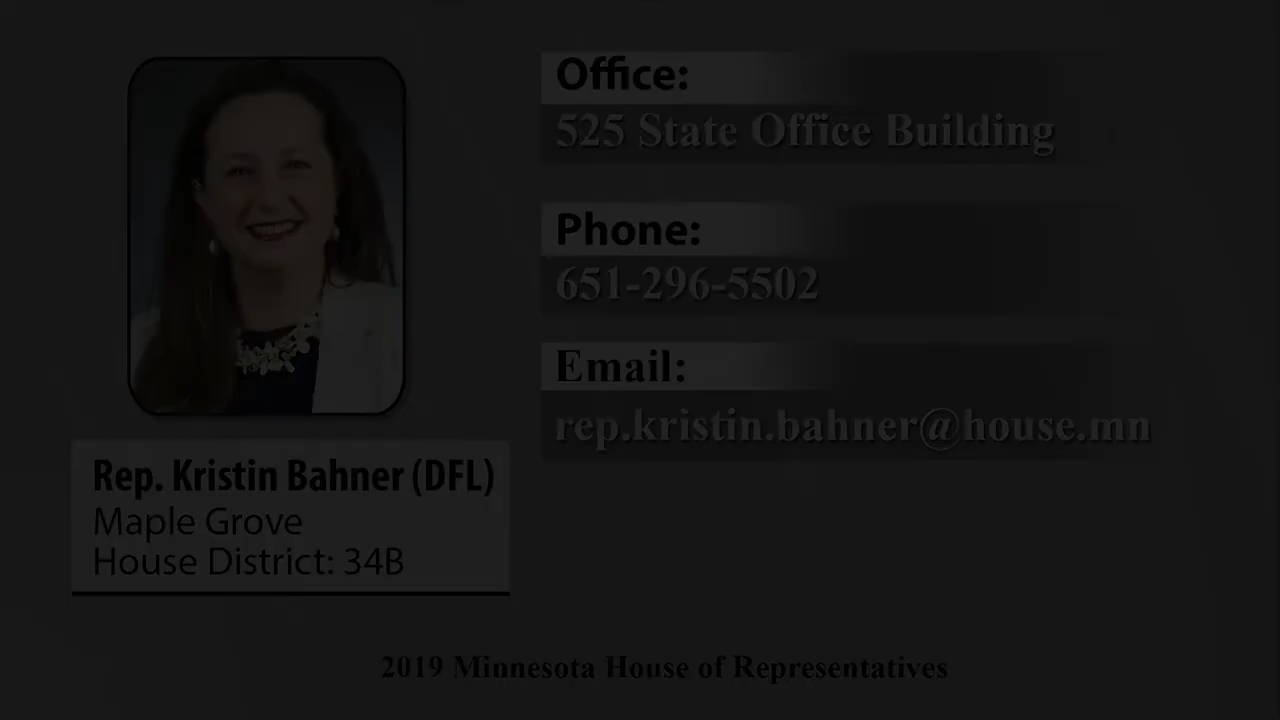 Office:
525 State Office Building
Phone:
651-296-5502
Email:
rep.kristin.bahner@house.mn
Rep. Kristin Bahner (DFL)
Maple Grove
House District: 34B
2019 Minnesota House of Representatives